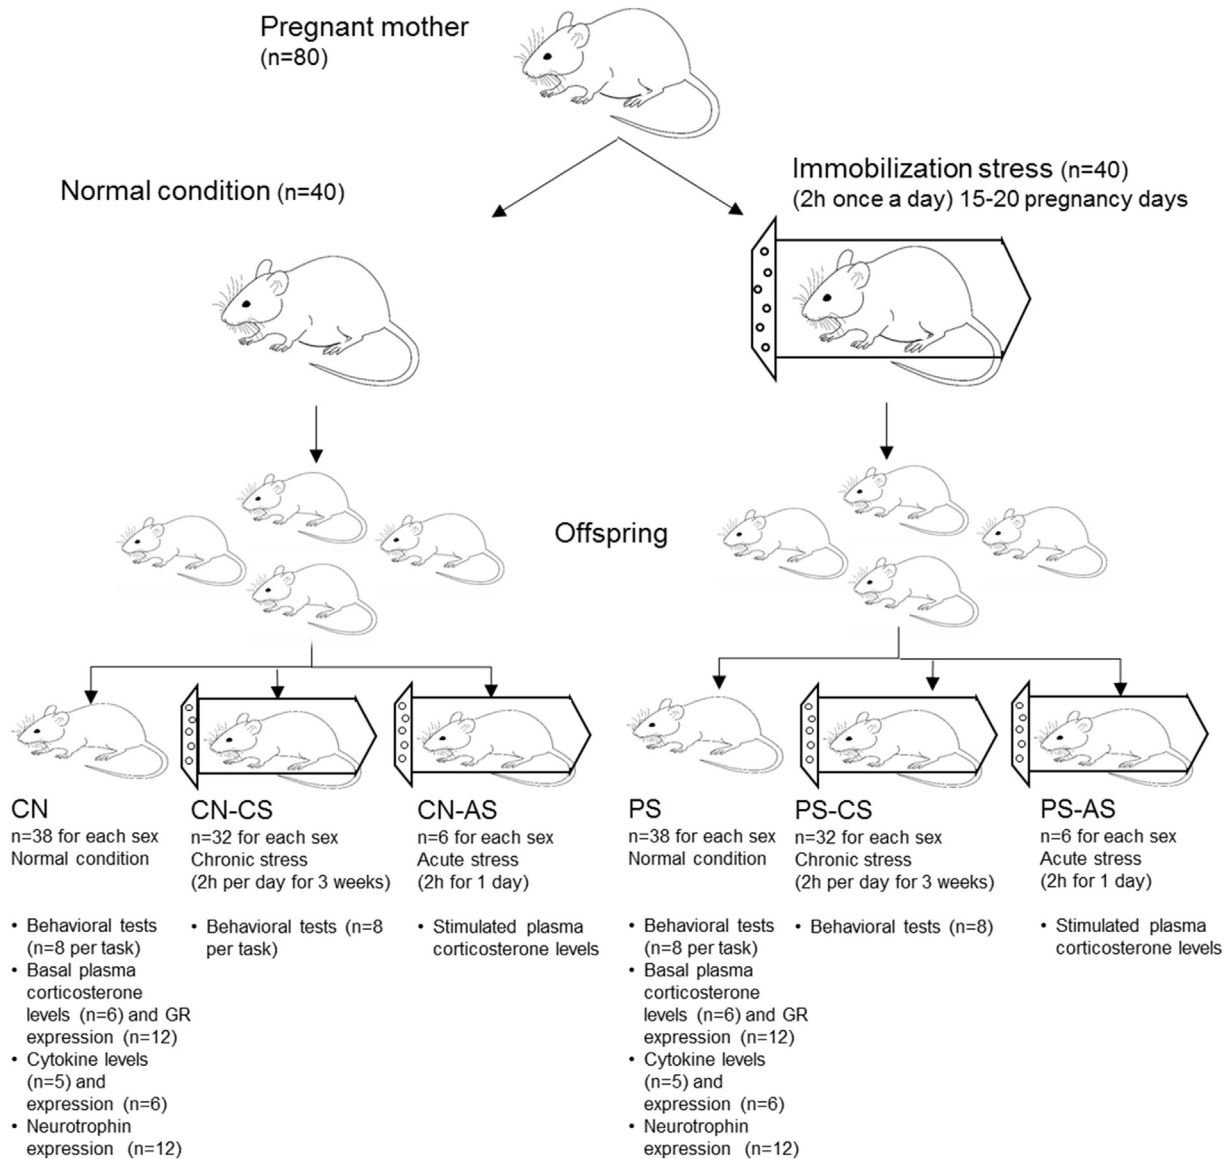 Pregnant mother
(n=80)
Normal condition (n=40)
Immobilization stress (n=40)
(2h once a day) 15-20 pregnancy days
Offspring
CN
n=38 for each sex
Normal condition
• Behavioral tests
(n=8 per task)
• Basal plasma
corticosterone
levels (n=6) and GR
expression (n=12)
• Cytokine levels
(n=5) and
expression (n=6)
• Neurotrophin
expression (n=12)
CN-CS
n=32 for each sex
Chronic stress
(2h per day for 3 weeks)
• Behavioral tests (n=8
per task)
CN-AS
n=6 for each sex
Acute stress
(2h for 1 day)
• Stimulated plasma
corticosterone levels
PS
n=38 for each sex
Normal condition
• Behavioral tests
(n=8 per task)
• Basal plasma
corticosterone
levels (n=6) and GR
expression (n=12)
• Cytokine levels
(n=5) and
expression (n=6)
• Neurotrophin
expression (n=12)
PS-CS
n=32 for each sex
Chronic stress
(2h per day for 3 weeks)
• Behavioral tests (n=8)
PS-AS
n=6 for each sex
Acute stress
(2h for 1 day)
• Stimulated plasma
corticosterone levels